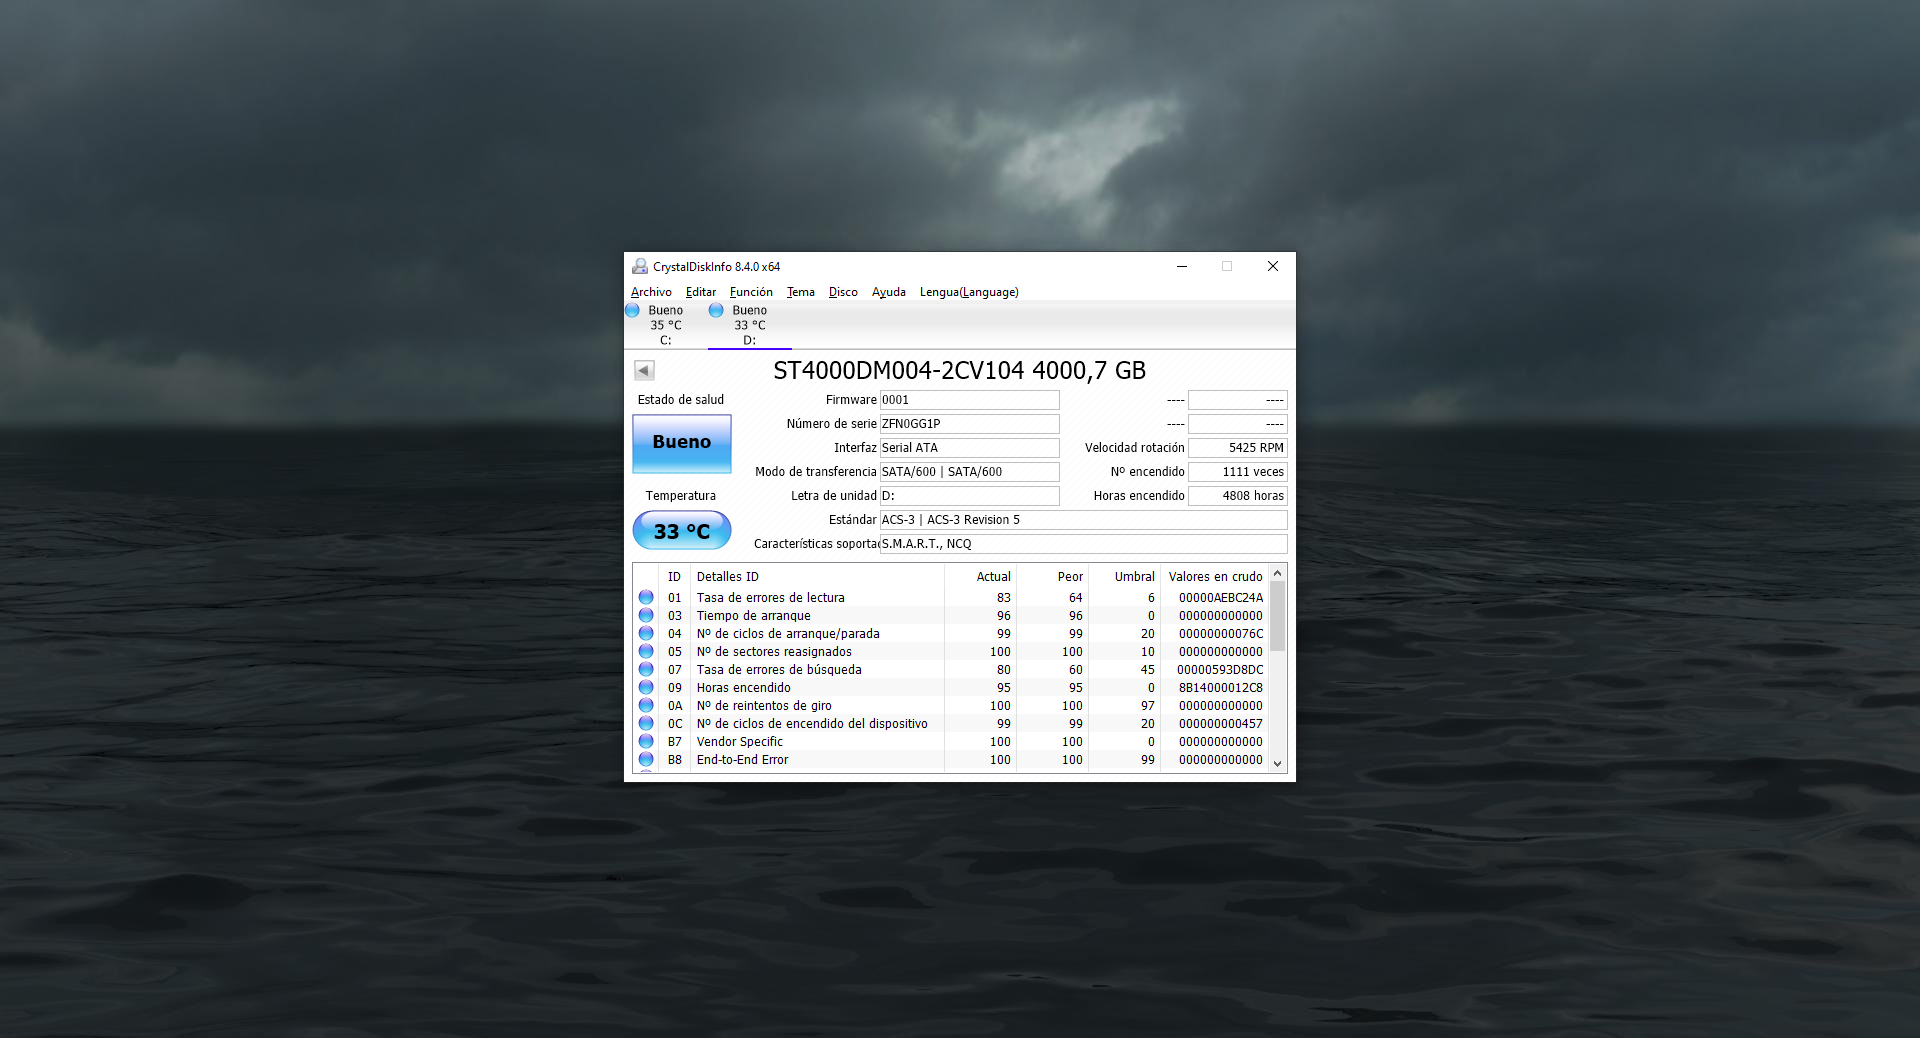 CrystalDiskInfo 8.4.0 x64
Archivo Editar Función Tema Disco Ayuda Lengua(Language)
Bueno Bueno
35 °C 33 °C
C: D:
ST4000DM004-2CV104 4000,7 GB
Estado de salud Firmware 0001 ---- ----
Bueno Número de serie ZFN0GG1P ---- ----
Interfaz Serial ATA Velocidad rotación 5425 RPM
Modo de transferencia SATA/600 | SATA/600 Nº encendido 1111 veces
Temperatura Letra de unidad D: Horas encendido 4808 horas
33 °C Estándar ACS-3 | ACS-3 Revision 5
Características soportad S.M.A.R.T., NCQ
ID Detalles ID Actual Peor Umbral Valores en crudo
01 Tasa de errores de lectura 83 64 6 00000AEBC24A
03 Tiempo de arranque 96 96 0 000000000000
04 Nº de ciclos de arranque/parada 99 99 20 00000000076C
05 Nº de sectores reasignados 100 100 10 000000000000
07 Tasa de errores de búsqueda 80 60 45 00000593D8DC
09 Horas encendido 95 95 0 8B14000012C8
0A Nº de reintentos de giro 100 100 97 000000000000
0C Nº de ciclos de encendido del dispositivo 99 99 20 000000000457
B7 Vendor Specific 100 100 0 000000000000
B8 End-to-End Error 100 100 99 000000000000